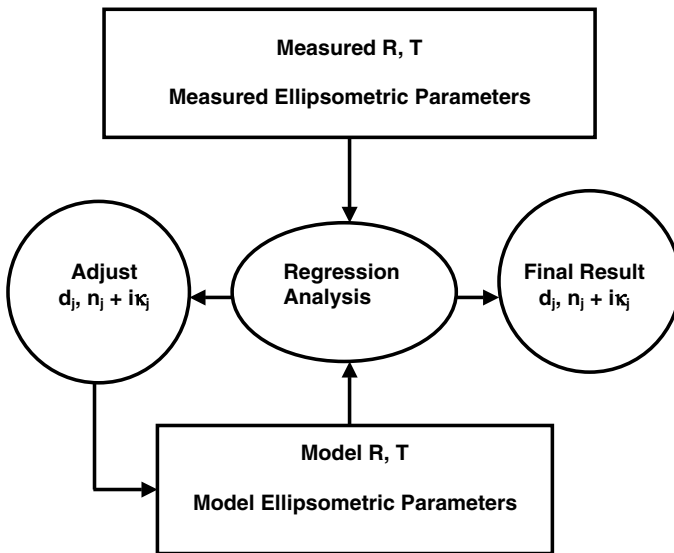 Measured R, T
Measured Ellipsometric Parameters
Adjust
dⱼ, nⱼ + iκⱼ
Regression
Analysis
Final Result
dⱼ, nⱼ + iκⱼ
Model R, T
Model Ellipsometric Parameters